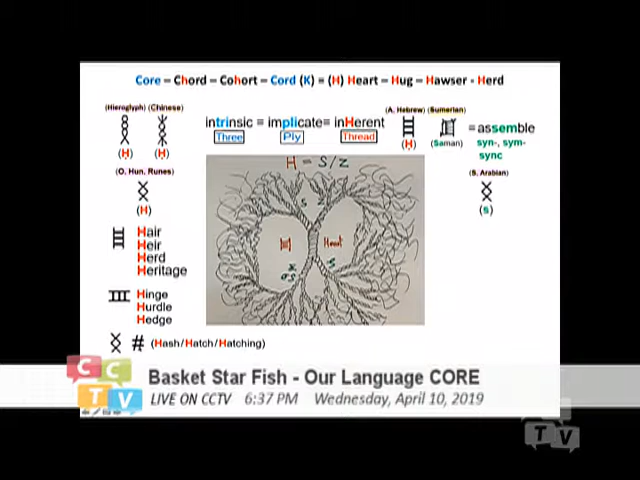 Core = Chord = Cohort = Cord (K) = (H) Heart = Hug = Hawser - Herd
(Hieroglyph) (Chinese)
(H) (H)
intrinsic = implicate= inHerent
Three Ply Thread
(A. Hebrew) (Sumerian)
(H) (Saman)
= assemble
syn-, sym-
sync
(O. Hun. Runes)
(H)
(S. Arabian)
(s)
H = S/Z
S Z
H Heart
S
Hair
Heir
Herd
Heritage
Hinge
Hurdle
Hedge
# (Hash/Hatch/Hatching)
CCTV
Basket Star Fish - Our Language CORE
LIVE ON CCTV 6:37 PM Wednesday, April 10, 2019
TV